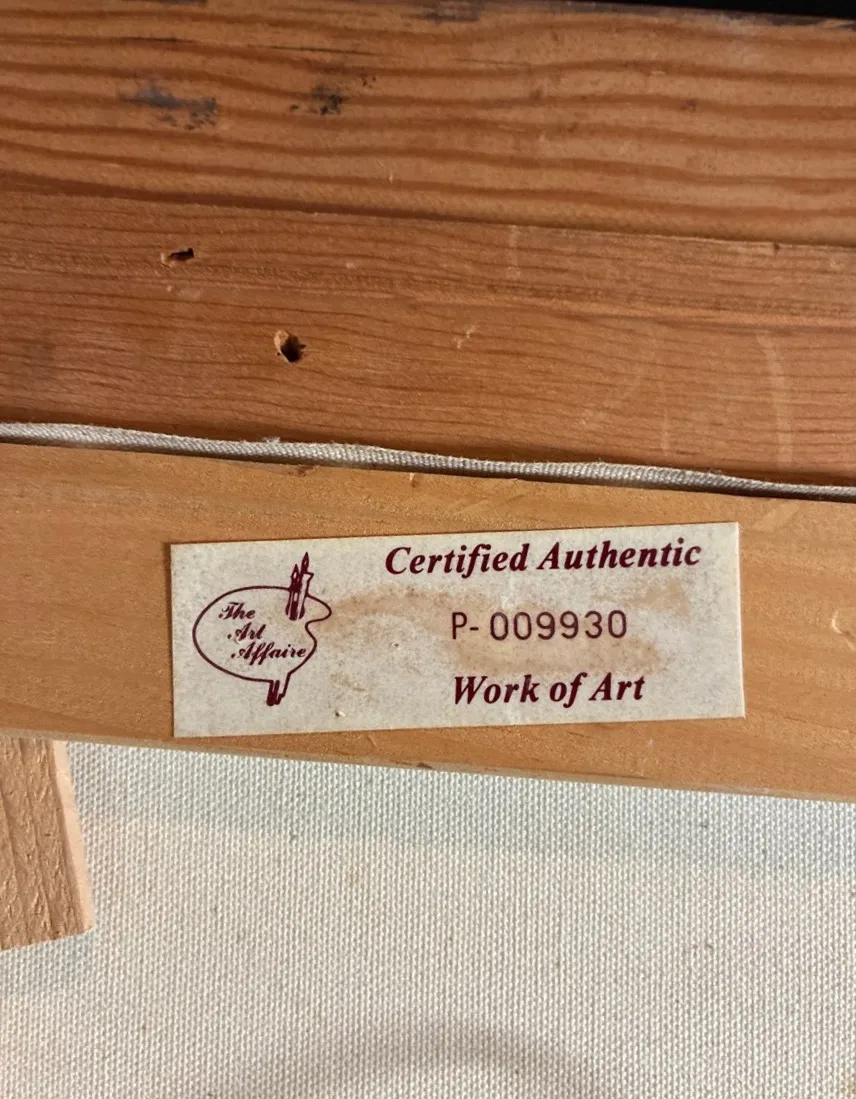 The
Art
Affaire
Certified Authentic
P- 009930
Work of Art